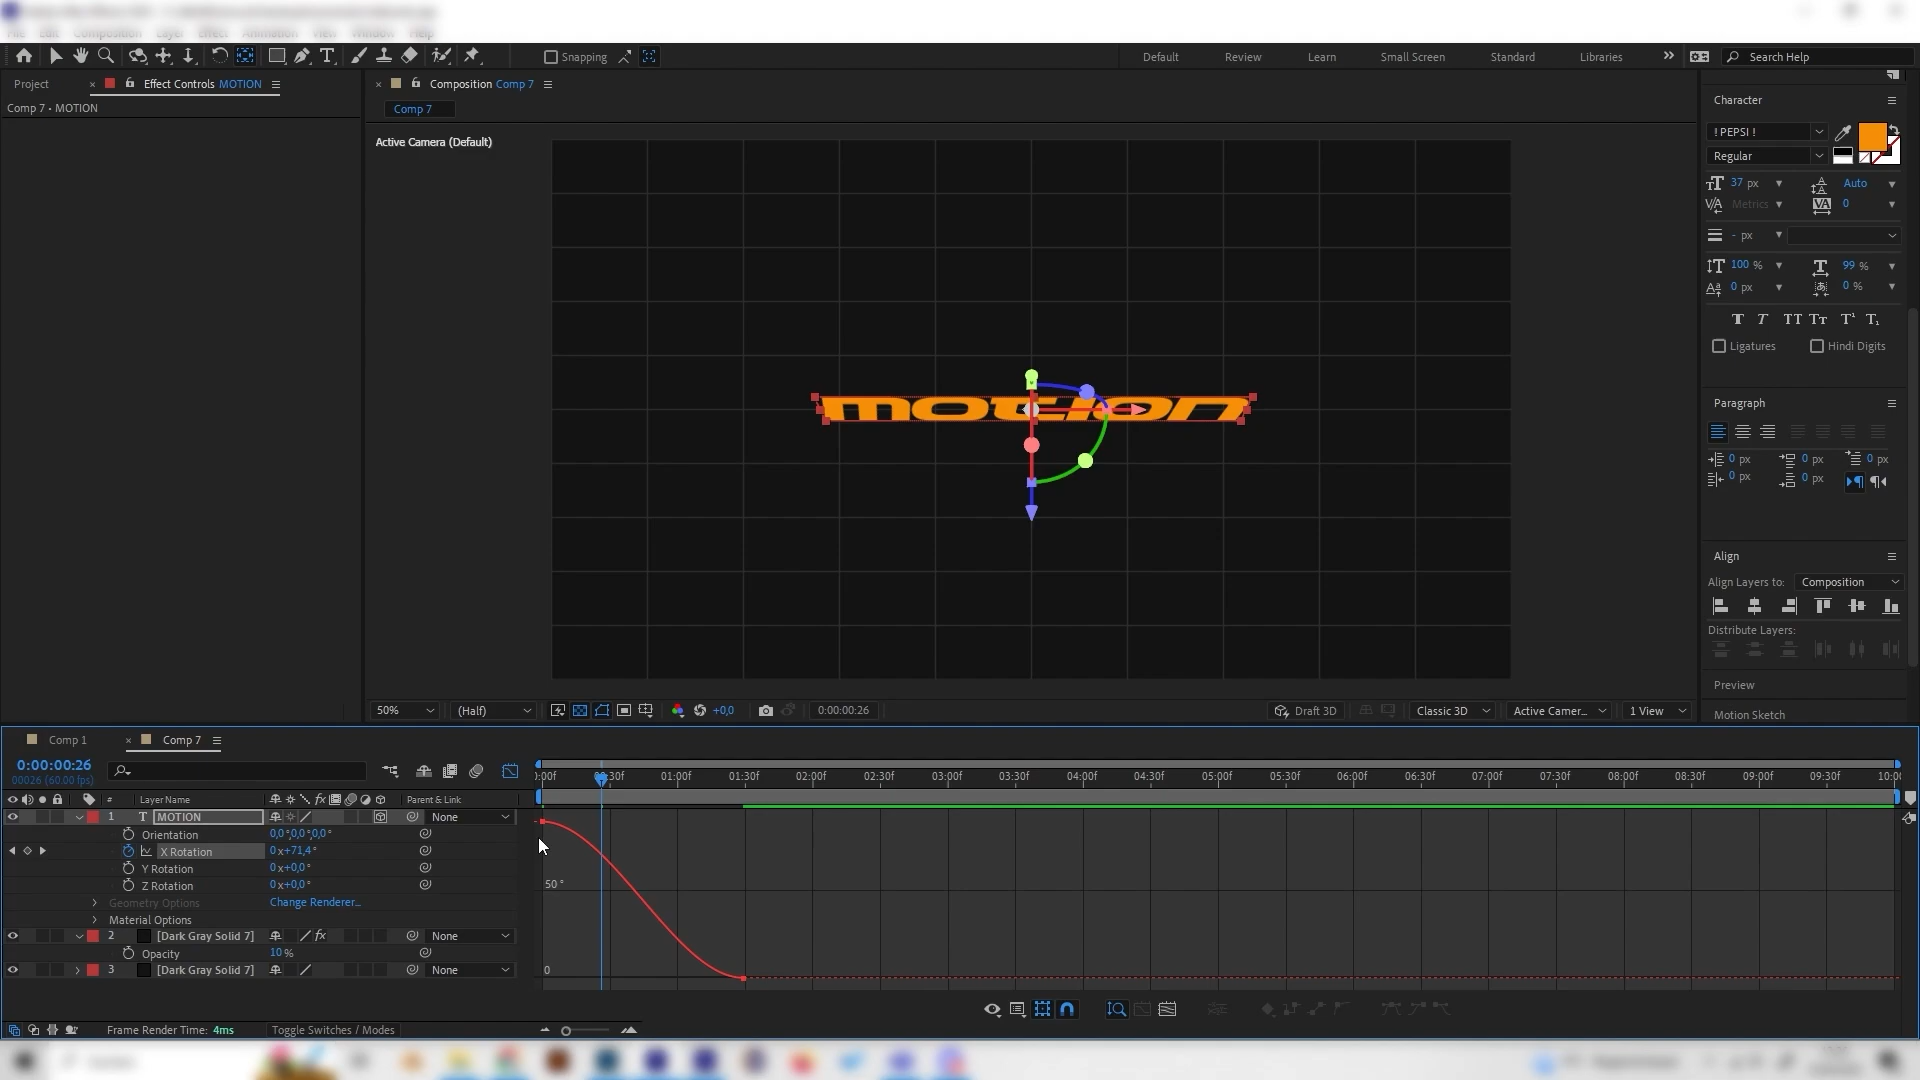 Snapping
Default
Review
Learn
Small Screen
Standard
Libraries
Search Help
Project
Effect Controls MOTION
Composition Comp 7
Comp 7 • MOTION
Comp 7
Active Camera (Default)
motion
Character
! PEPSI !
Regular
37 px
Auto
Metrics
0
- px
100 %
99 %
0 px
0 %
Ligatures
Hindi Digits
Paragraph
0 px
0 px
0 px
0 px
0 px
Align
Align Layers to:
Composition
Distribute Layers:
Preview
Motion Sketch
50%
(Half)
+0,0
0:00:00:26
Draft 3D
Classic 3D
Active Camer...
1 View
Comp 1
Comp 7
0:00:00:26
00026 (60.00 fps)
# Layer Name
Parent & Link
1 T MOTION
None
Orientation 0,0°,0,0°,0,0°
X Rotation 0x+71,4°
Y Rotation 0x+0,0°
Z Rotation 0x+0,0°
Geometry Options Change Renderer...
Material Options
2 [Dark Gray Solid 7] fx None
Opacity 10 %
3 [Dark Gray Solid 7] None
):00f 30f 01:00f 01:30f 02:00f 02:30f 03:00f 03:30f 04:00f 04:30f 05:00f 05:30f 06:00f 06:30f 07:00f 07:30f 08:00f 08:30f 09:00f 09:30f 10:0
50 °
0
Frame Render Time: 4ms
Toggle Switches / Modes